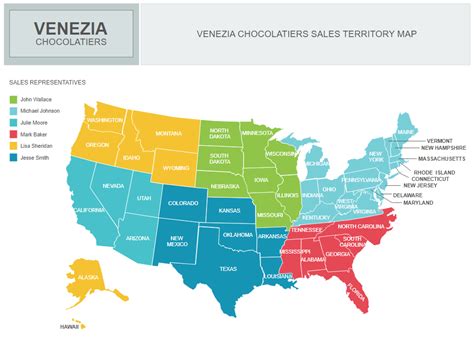 VENEZIA
CHOCOLATIERS
VENEZIA CHOCOLATIERS SALES TERRITORY MAP
SALES REPRESENTATIVES
John Wallace
Michael Johnson
Julie Moore
Mark Baker
Lisa Sheridan
Jesse Smith
WASHINGTON
OREGON
IDAHO
MONTANA
WYOMING
NORTH
DAKOTA
SOUTH
DAKOTA
NEBRASKA
MINNESOTA
IOWA
WISCONSIN
ILLINOIS
MISSOURI
MICHIGAN
INDIANA
OHIO
KENTUCKY
WEST
VIRGINIA
VIRGINIA
PENNSYLVANIA
NEW
YORK
MAINE
VERMONT
NEW HAMPSHIRE
MASSACHUSETTS
RHODE ISLAND
CONNECTICUT
NEW JERSEY
DELAWARE
MARYLAND
CALIFORNIA
NEVADA
UTAH
ARIZONA
COLORADO
NEW
MEXICO
KANSAS
OKLAHOMA
TEXAS
ARKANSAS
LOUISIANA
TENNESSEE
NORTH CAROLINA
SOUTH
CAROLINA
MISSISSIPPI
ALABAMA
GEORGIA
FLORIDA
ALASKA
HAWAII